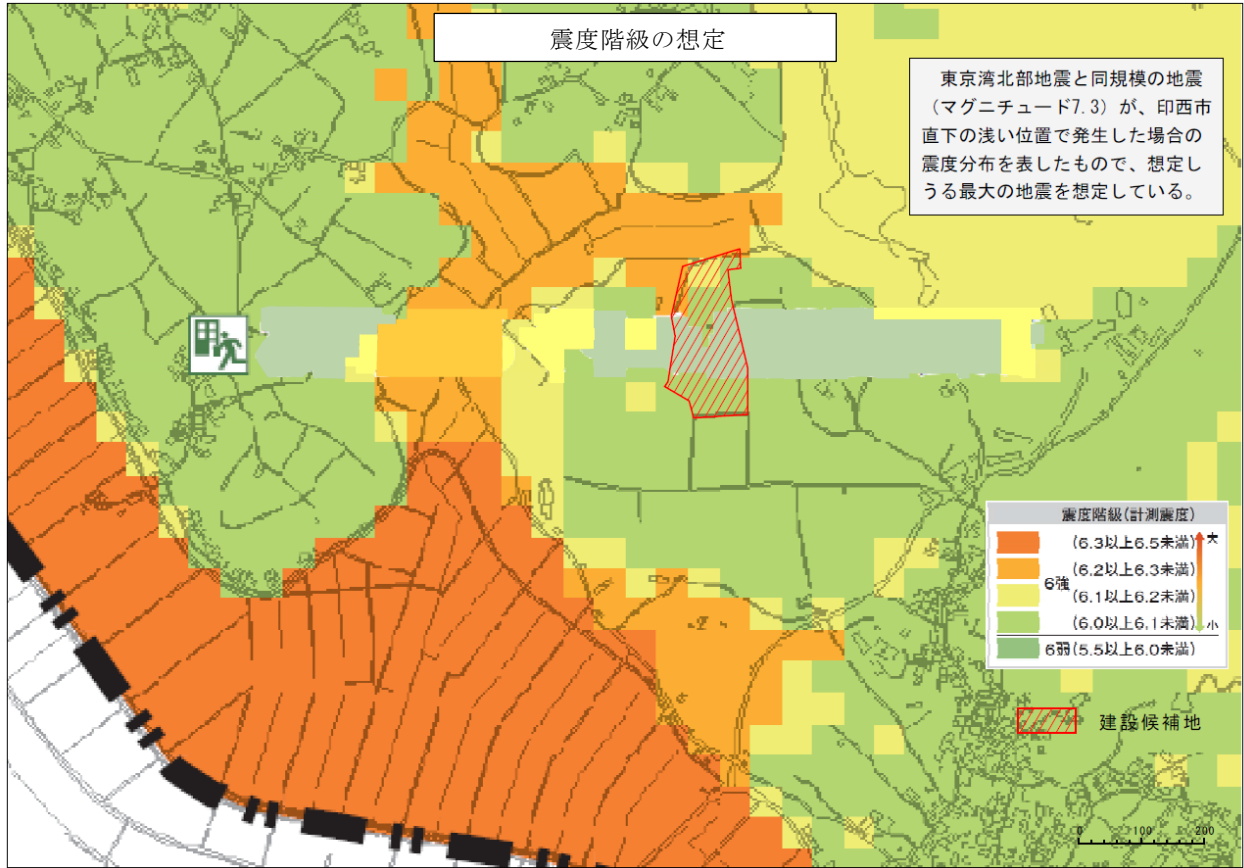 震度階級の想定
東京湾北部地震と同規模の地震
（マグニチュード7.3）が、印西市
直下の浅い位置で発生した場合の
震度分布を表したもので、想定し
うる最大の地震を想定している。
震度階級(計測震度)
(6.3以上6.5未満) 大
(6.2以上6.3未満)
6強
(6.1以上6.2未満)
(6.0以上6.1未満) 小
6弱(5.5以上6.0未満)
建設候補地
0 100 200